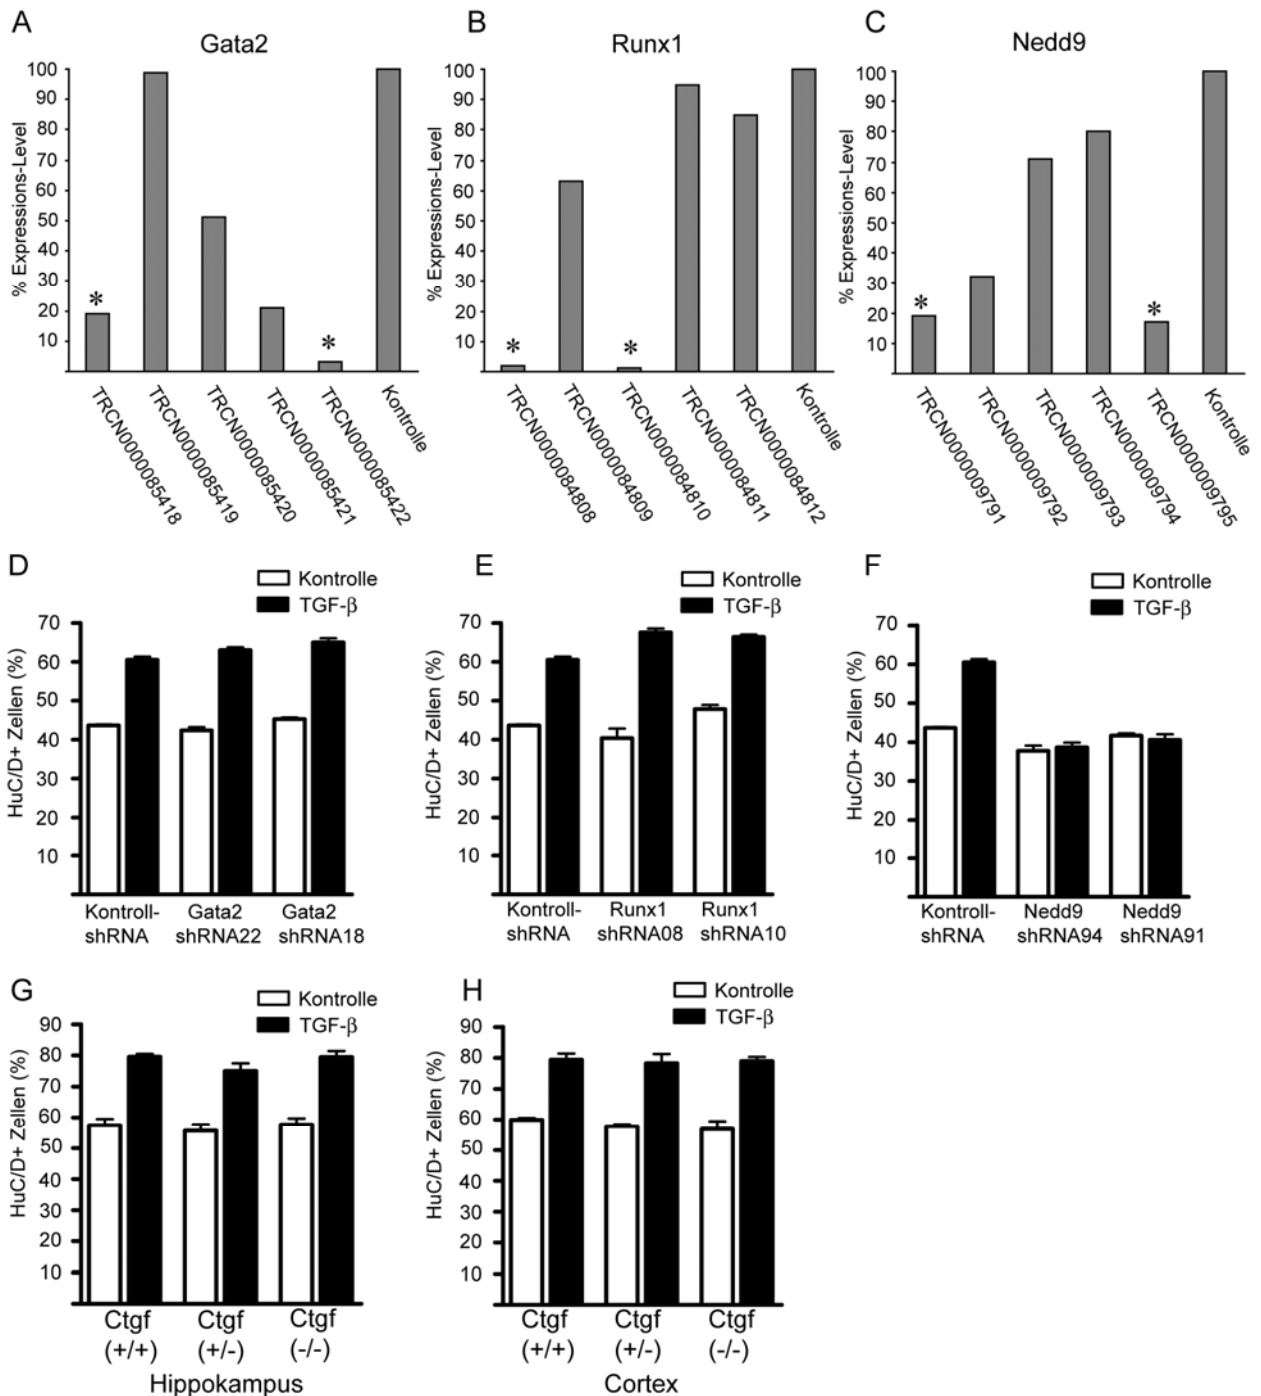 A
Gata2
% Expressions-Level
100
90
80
70
60
50
40
30
20
10
*
*
TRCN0000085418
TRCN0000085419
TRCN0000085420
TRCN0000085421
TRCN0000085422
Kontrolle
B
Runx1
% Expressions-Level
100
90
80
70
60
50
40
30
20
10
*
*
TRCN0000084808
TRCN0000084809
TRCN0000084810
TRCN0000084811
TRCN0000084812
Kontrolle
C
Nedd9
% Expressions-Level
100
90
80
70
60
50
40
30
20
10
*
*
TRCN0000009791
TRCN0000009792
TRCN0000009793
TRCN0000009794
TRCN0000009795
Kontrolle
D
Kontrolle
TGF-β
HuC/D+ Zellen (%)
70
60
50
40
30
20
10
Kontroll-
shRNA
Gata2
shRNA22
Gata2
shRNA18
E
Kontrolle
TGF-β
HuC/D+ Zellen (%)
70
60
50
40
30
20
10
Kontroll-
shRNA
Runx1
shRNA08
Runx1
shRNA10
F
Kontrolle
TGF-β
HuC/D+ Zellen (%)
70
60
50
40
30
20
10
Kontroll-
shRNA
Nedd9
shRNA94
Nedd9
shRNA91
G
Kontrolle
TGF-β
HuC/D+ Zellen (%)
90
80
70
60
50
40
30
20
10
Ctgf
(+/+)
Ctgf
(+/-)
Ctgf
(-/-)
Hippokampus
H
Kontrolle
TGF-β
HuC/D+ Zellen (%)
90
80
70
60
50
40
30
20
10
Ctgf
(+/+)
Ctgf
(+/-)
Ctgf
(-/-)
Cortex